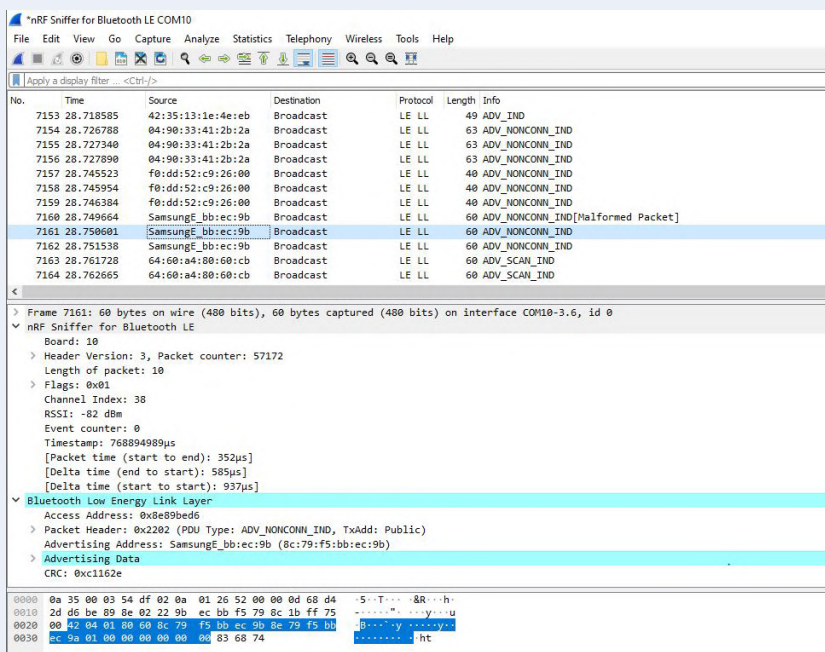 *nRF Sniffer for Bluetooth LE COM10
File Edit View Go Capture Analyze Statistics Telephony Wireless Tools Help
Apply a display filter ... <Ctrl-/>
No. Time Source Destination Protocol Length Info
7153 28.718585 42:35:13:1e:4e:eb Broadcast LE LL 49 ADV_IND
7154 28.726788 04:90:33:41:2b:2a Broadcast LE LL 63 ADV_NONCONN_IND
7155 28.727340 04:90:33:41:2b:2a Broadcast LE LL 63 ADV_NONCONN_IND
7156 28.727890 04:90:33:41:2b:2a Broadcast LE LL 63 ADV_NONCONN_IND
7157 28.745523 f0:dd:52:c9:26:00 Broadcast LE LL 40 ADV_NONCONN_IND
7158 28.745954 f0:dd:52:c9:26:00 Broadcast LE LL 40 ADV_NONCONN_IND
7159 28.746384 f0:dd:52:c9:26:00 Broadcast LE LL 40 ADV_NONCONN_IND
7160 28.749664 SamsungE_bb:ec:9b Broadcast LE LL 60 ADV_NONCONN_IND[Malformed Packet]
7161 28.750601 SamsungE_bb:ec:9b Broadcast LE LL 60 ADV_NONCONN_IND
7162 28.751538 SamsungE_bb:ec:9b Broadcast LE LL 60 ADV_NONCONN_IND
7163 28.761728 64:60:a4:80:60:cb Broadcast LE LL 60 ADV_SCAN_IND
7164 28.762665 64:60:a4:80:60:cb Broadcast LE LL 60 ADV_SCAN_IND
Frame 7161: 60 bytes on wire (480 bits), 60 bytes captured (480 bits) on interface COM10-3.6, id 0
nRF Sniffer for Bluetooth LE
Board: 10
Header Version: 3, Packet counter: 57172
Length of packet: 10
Flags: 0x01
Channel Index: 38
RSSI: -82 dBm
Event counter: 0
Timestamp: 768894989µs
[Packet time (start to end): 352µs]
[Delta time (end to start): 585µs]
[Delta time (start to start): 937µs]
Bluetooth Low Energy Link Layer
Access Address: 0x8e89bed6
Packet Header: 0x2202 (PDU Type: ADV_NONCONN_IND, TxAdd: Public)
Advertising Address: SamsungE_bb:ec:9b (8c:79:f5:bb:ec:9b)
Advertising Data
CRC: 0xc1162e
0000 0a 35 00 03 54 df 02 0a 01 26 52 00 00 0d 68 d4 ·5··T··· ·&R···h·
0010 2d d6 be 89 8e 02 22 9b ec bb f5 79 8c 1b ff 75 -·····"· ···y···u
0020 00 42 04 01 80 60 8c 79 f5 bb ec 9b 8e 79 f5 bb ·B···`·y ·····y··
0030 ec 9a 01 00 00 00 00 00 00 83 68 74 ········ ··ht